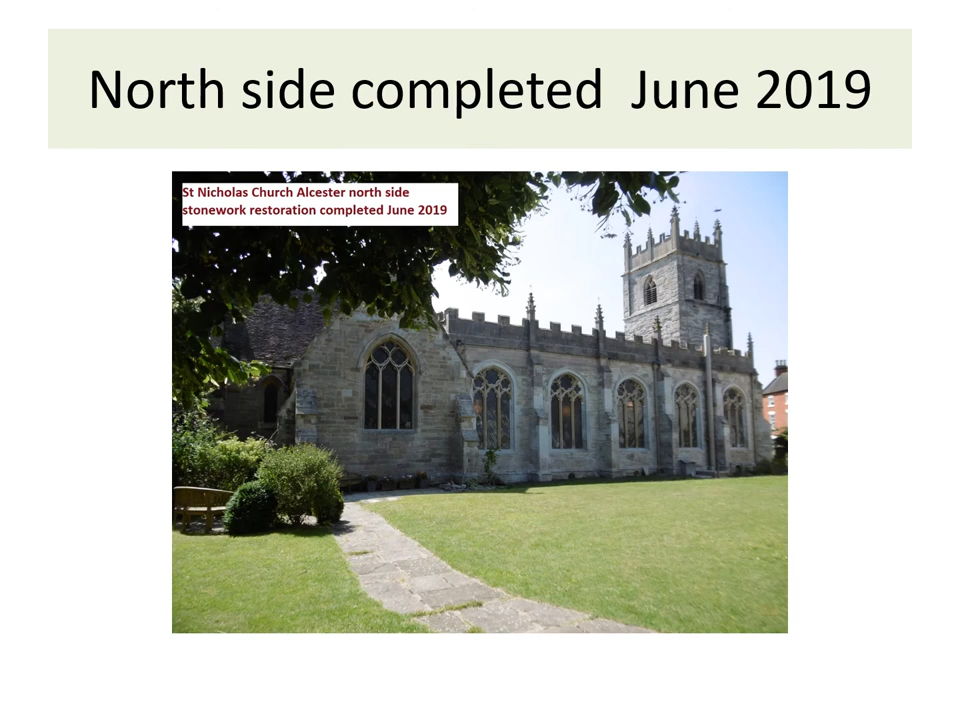 North side completed  June 2019
St Nicholas Church Alcester north side
stonework restoration completed June 2019